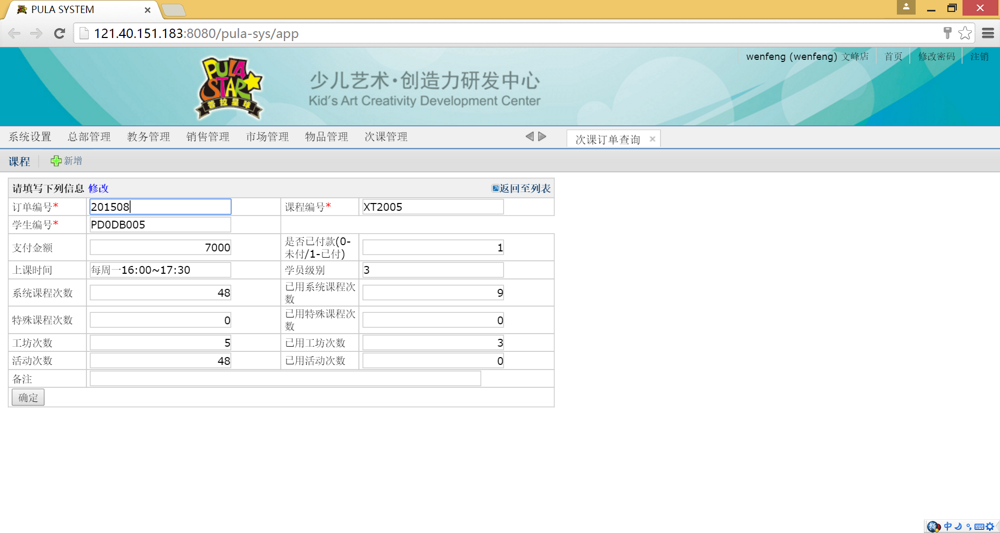 PULA SYSTEM
121.40.151.183:8080/pula-sys/app
wenfeng (wenfeng) 文峰店 首页 修改密码 注销
PULA
STAR
普拉星球
少儿艺术·创造力研发中心
Kid's Art Creativity Development Center
系统设置 总部管理 教务管理 销售管理 市场管理 物品管理 次课管理 次课订单查询
课程 新增
请填写下列信息 修改 返回至列表
订单编号* 201508 课程编号* XT2005
学生编号* PD0DB005
支付金额 7000 是否已付款(0-
未付/1-已付) 1
上课时间 每周一16:00~17:30 学员级别 3
系统课程次数 48 已用系统课程次
数 9
特殊课程次数 0 已用特殊课程次
数 0
工坊次数 5 已用工坊次数 3
活动次数 48 已用活动次数 0
备注
确定
中